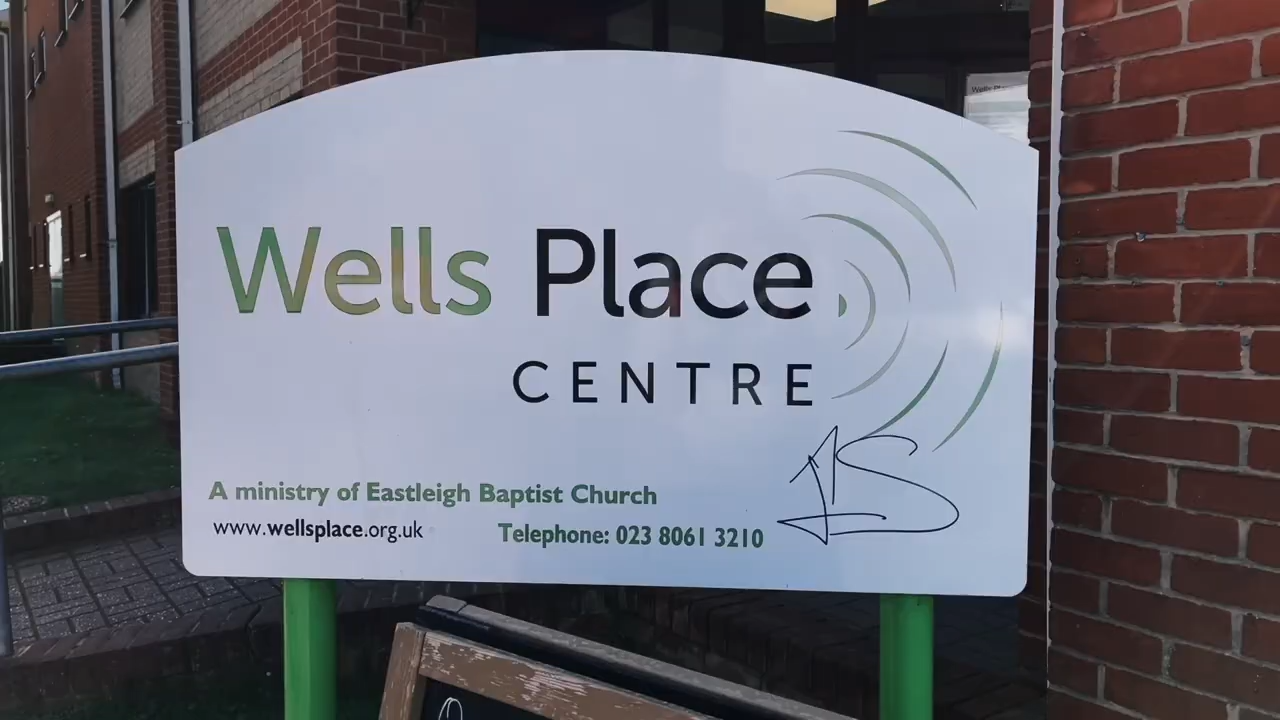 Wells Place
CENTRE
A ministry of Eastleigh Baptist Church
www.wellsplace.org.uk
Telephone: 023 8061 3210